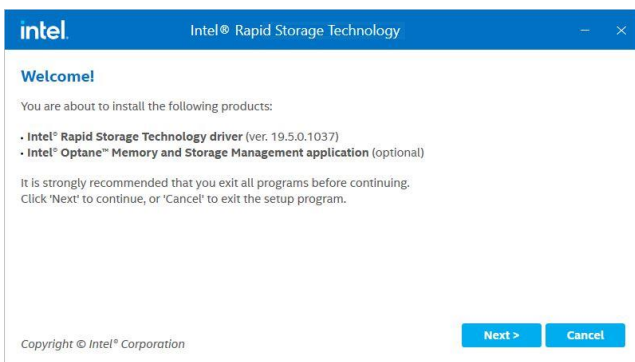 intel.
Intel® Rapid Storage Technology
Welcome!
You are about to install the following products:
• Intel® Rapid Storage Technology driver (ver. 19.5.0.1037)
• Intel® Optane™ Memory and Storage Management application (optional)
It is strongly recommended that you exit all programs before continuing.
Click 'Next' to continue, or 'Cancel' to exit the setup program.
Next > Cancel
Copyright © Intel® Corporation